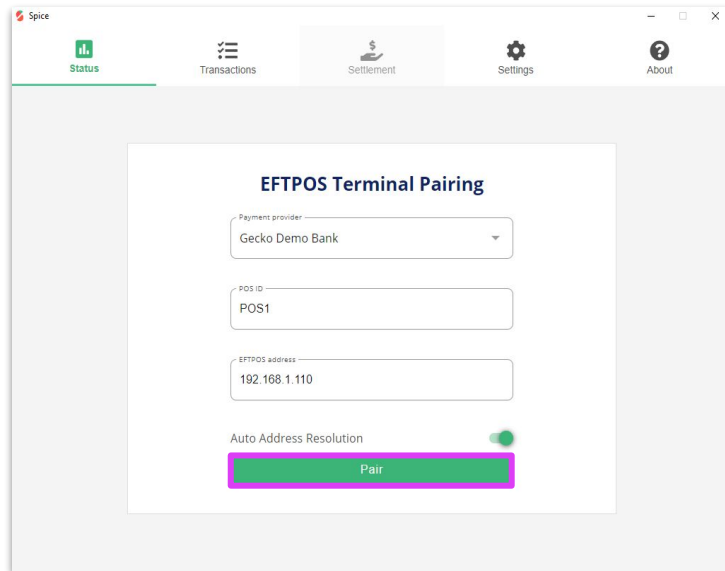 Spice
Status
Transactions
Settlement
Settings
About
EFTPOS Terminal Pairing
Payment provider
Gecko Demo Bank
POS ID
POS1
EFTPOS address
192.168.1.110
Auto Address Resolution
Pair